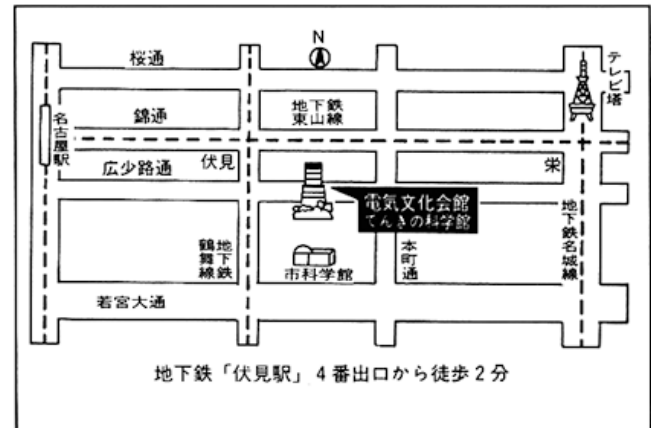 N
桜通
テレビ塔
錦通
地下鉄
東山線
名古屋駅
広少路通
伏見
栄
電気文化会館
でんきの科学館
地下鉄
鶴舞線
市科学館
本町通
地下鉄名城線
若宮大通
地下鉄「伏見駅」4番出口から徒歩2分